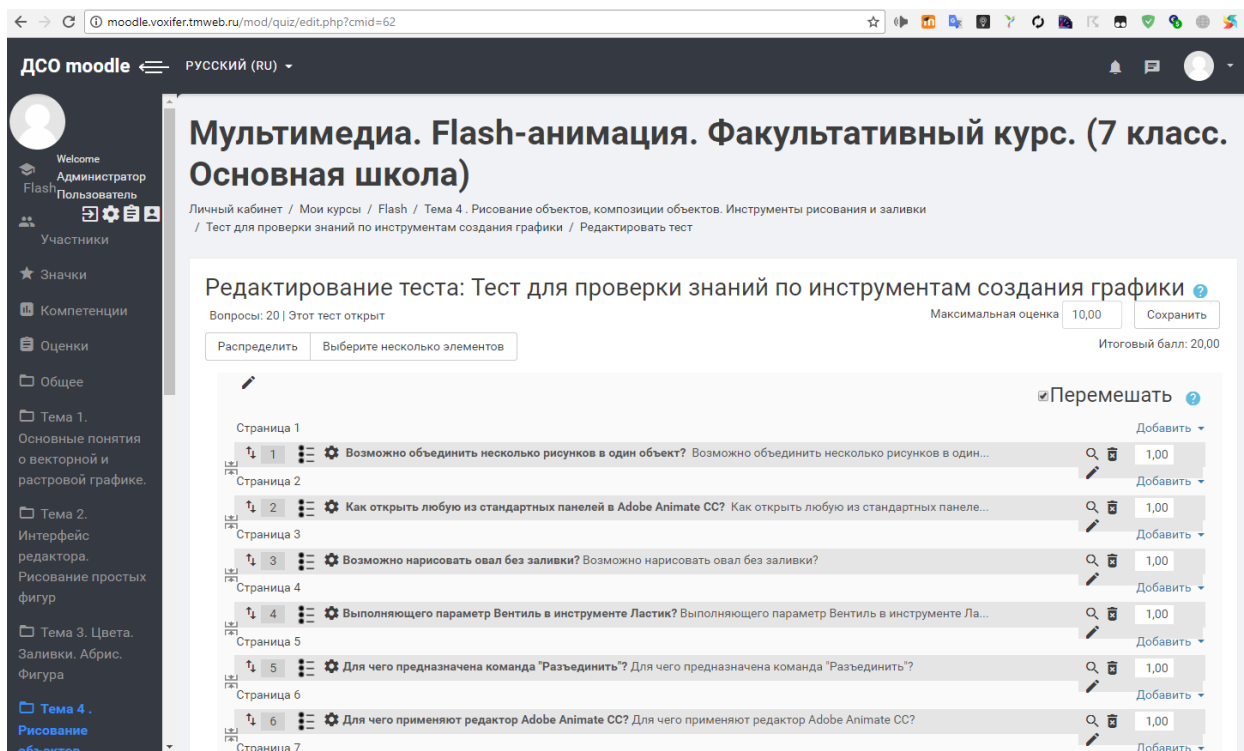 moodle.voxifer.tmweb.ru/mod/quiz/edit.php?cmid=62
ДСО moodle РУССКИЙ (RU)
Welcome
Администратор
Пользователь
Flash
Участники
Значки
Компетенции
Оценки
Общее
Тема 1.
Основные понятия
о векторной и
растровой графике.
Тема 2.
Интерфейс
редактора.
Рисование простых
фигур
Тема 3. Цвета.
Заливки. Абрис.
Фигура
Тема 4 .
Рисование
объектов,
Мультимедиа. Flash-анимация. Факультативный курс. (7 класс.
Основная школа)
Личный кабинет / Мои курсы / Flash / Тема 4 . Рисование объектов, композиции объектов. Инструменты рисования и заливки
/ Тест для проверки знаний по инструментам создания графики / Редактировать тест
Редактирование теста: Тест для проверки знаний по инструментам создания графики
Вопросы: 20 | Этот тест открыт
Максимальная оценка 10,00 Сохранить
Распределить Выберите несколько элементов
Итоговый балл: 20,00
Перемешать
Страница 1 Добавить
1 Возможно объединить несколько рисунков в один объект? Возможно объединить несколько рисунков в один... 1,00
Страница 2 Добавить
2 Как открыть любую из стандартных панелей в Adobe Animate CC? Как открыть любую из стандартных панеле... 1,00
Страница 3 Добавить
3 Возможно нарисовать овал без заливки? Возможно нарисовать овал без заливки? 1,00
Страница 4 Добавить
4 Выполняющего параметр Вентиль в инструменте Ластик? Выполняющего параметр Вентиль в инструменте Ла... 1,00
Страница 5 Добавить
5 Для чего предназначена команда "Разъединить"? Для чего предназначена команда "Разъединить"? 1,00
Страница 6 Добавить
6 Для чего применяют редактор Adobe Animate CC? Для чего применяют редактор Adobe Animate CC? 1,00
Страница 7 Добавить